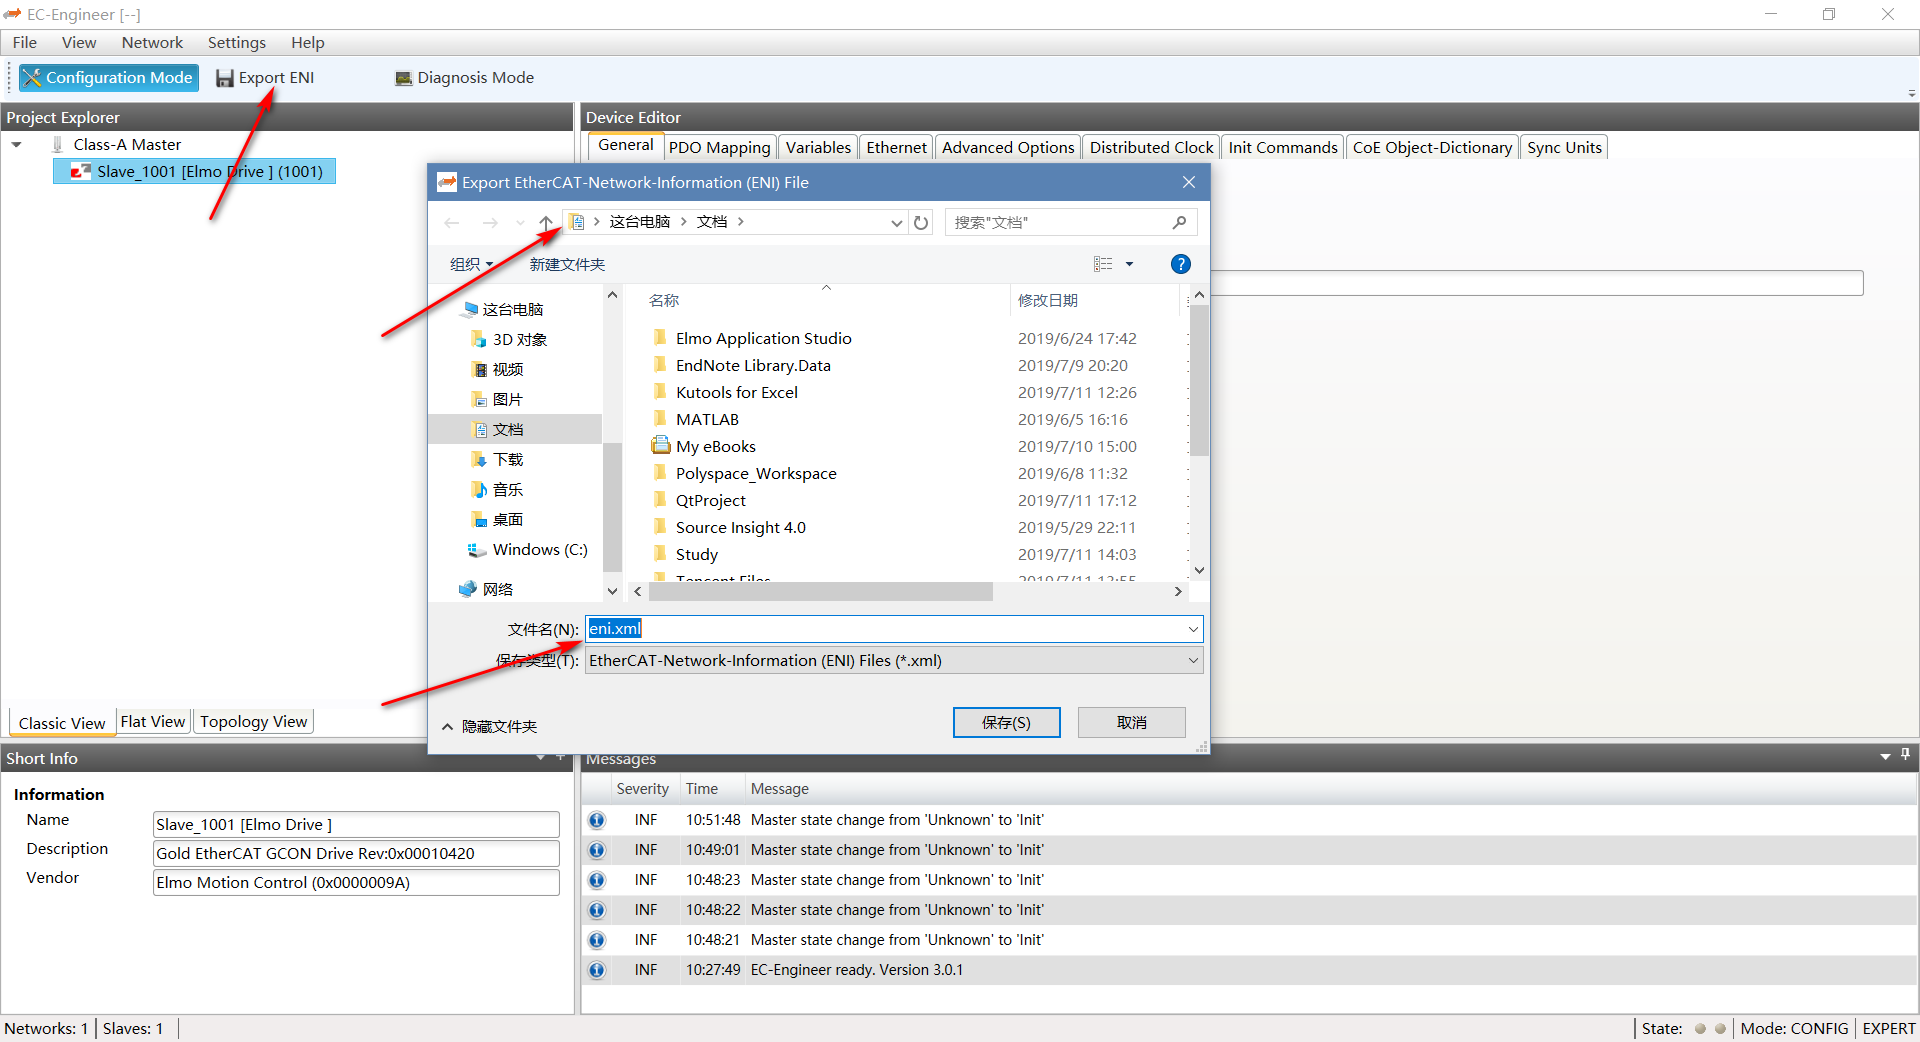 EC-Engineer [--]
File View Network Settings Help
Configuration Mode Export ENI Diagnosis Mode
Project Explorer
Class-A Master
Slave_1001 [Elmo Drive ] (1001)
Device Editor
General PDO Mapping Variables Ethernet Advanced Options Distributed Clock Init Commands CoE Object-Dictionary Sync Units
Export EtherCAT-Network-Information (ENI) File
这台电脑 文档
搜索"文档"
组织 新建文件夹
这台电脑
3D 对象
视频
图片
文档
下载
音乐
桌面
Windows (C:)
网络
名称 修改日期
Elmo Application Studio 2019/6/24 17:42
EndNote Library.Data 2019/7/9 20:20
Kutools for Excel 2019/7/11 12:26
MATLAB 2019/6/5 16:16
My eBooks 2019/7/10 15:00
Polyspace_Workspace 2019/6/8 11:32
QtProject 2019/7/11 17:12
Source Insight 4.0 2019/5/29 22:11
Study 2019/7/11 14:03
Tencent Files 2019/7/11 13:55
文件名(N): eni.xml
保存类型(T): EtherCAT-Network-Information (ENI) Files (*.xml)
隐藏文件夹
保存(S) 取消
Classic View Flat View Topology View
Short Info
Information
Name Slave_1001 [Elmo Drive ]
Description Gold EtherCAT GCON Drive Rev:0x00010420
Vendor Elmo Motion Control (0x0000009A)
Messages
Severity Time Message
INF 10:51:48 Master state change from 'Unknown' to 'Init'
INF 10:49:01 Master state change from 'Unknown' to 'Init'
INF 10:48:23 Master state change from 'Unknown' to 'Init'
INF 10:48:22 Master state change from 'Unknown' to 'Init'
INF 10:48:21 Master state change from 'Unknown' to 'Init'
INF 10:27:49 EC-Engineer ready. Version 3.0.1
Networks: 1 Slaves: 1
State: Mode: CONFIG EXPERT